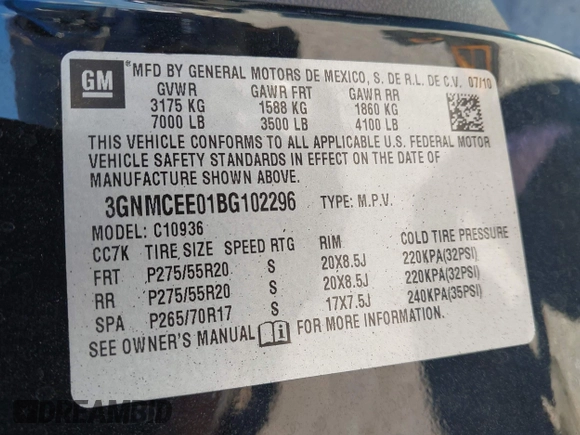 GM ®MFD BY GENERAL MOTORS DE MEXICO, S. DE R.L. DE C.V. 07/10
GVWR GAWR FRT GAWR RR
3175 KG 1588 KG 1860 KG
7000 LB 3500 LB 4100 LB
THIS VEHICLE CONFORMS TO ALL APPLICABLE U.S. FEDERAL MOTOR
VEHICLE SAFETY STANDARDS IN EFFECT ON THE DATE OF
MANUFACTURE SHOWN ABOVE.
3GNMCEE01BG102296 TYPE: M.P.V.
MODEL: C10936
CC7K TIRE SIZE SPEED RTG RIM COLD TIRE PRESSURE
FRT P275/55R20 S 20X8.5J 220KPA(32PSI)
RR P275/55R20 S 20X8.5J 220KPA(32PSI)
SPA P265/70R17 S 17X7.5J 240KPA(35PSI)
SEE OWNER'S MANUAL FOR MORE INFORMATION.
DREAMBID